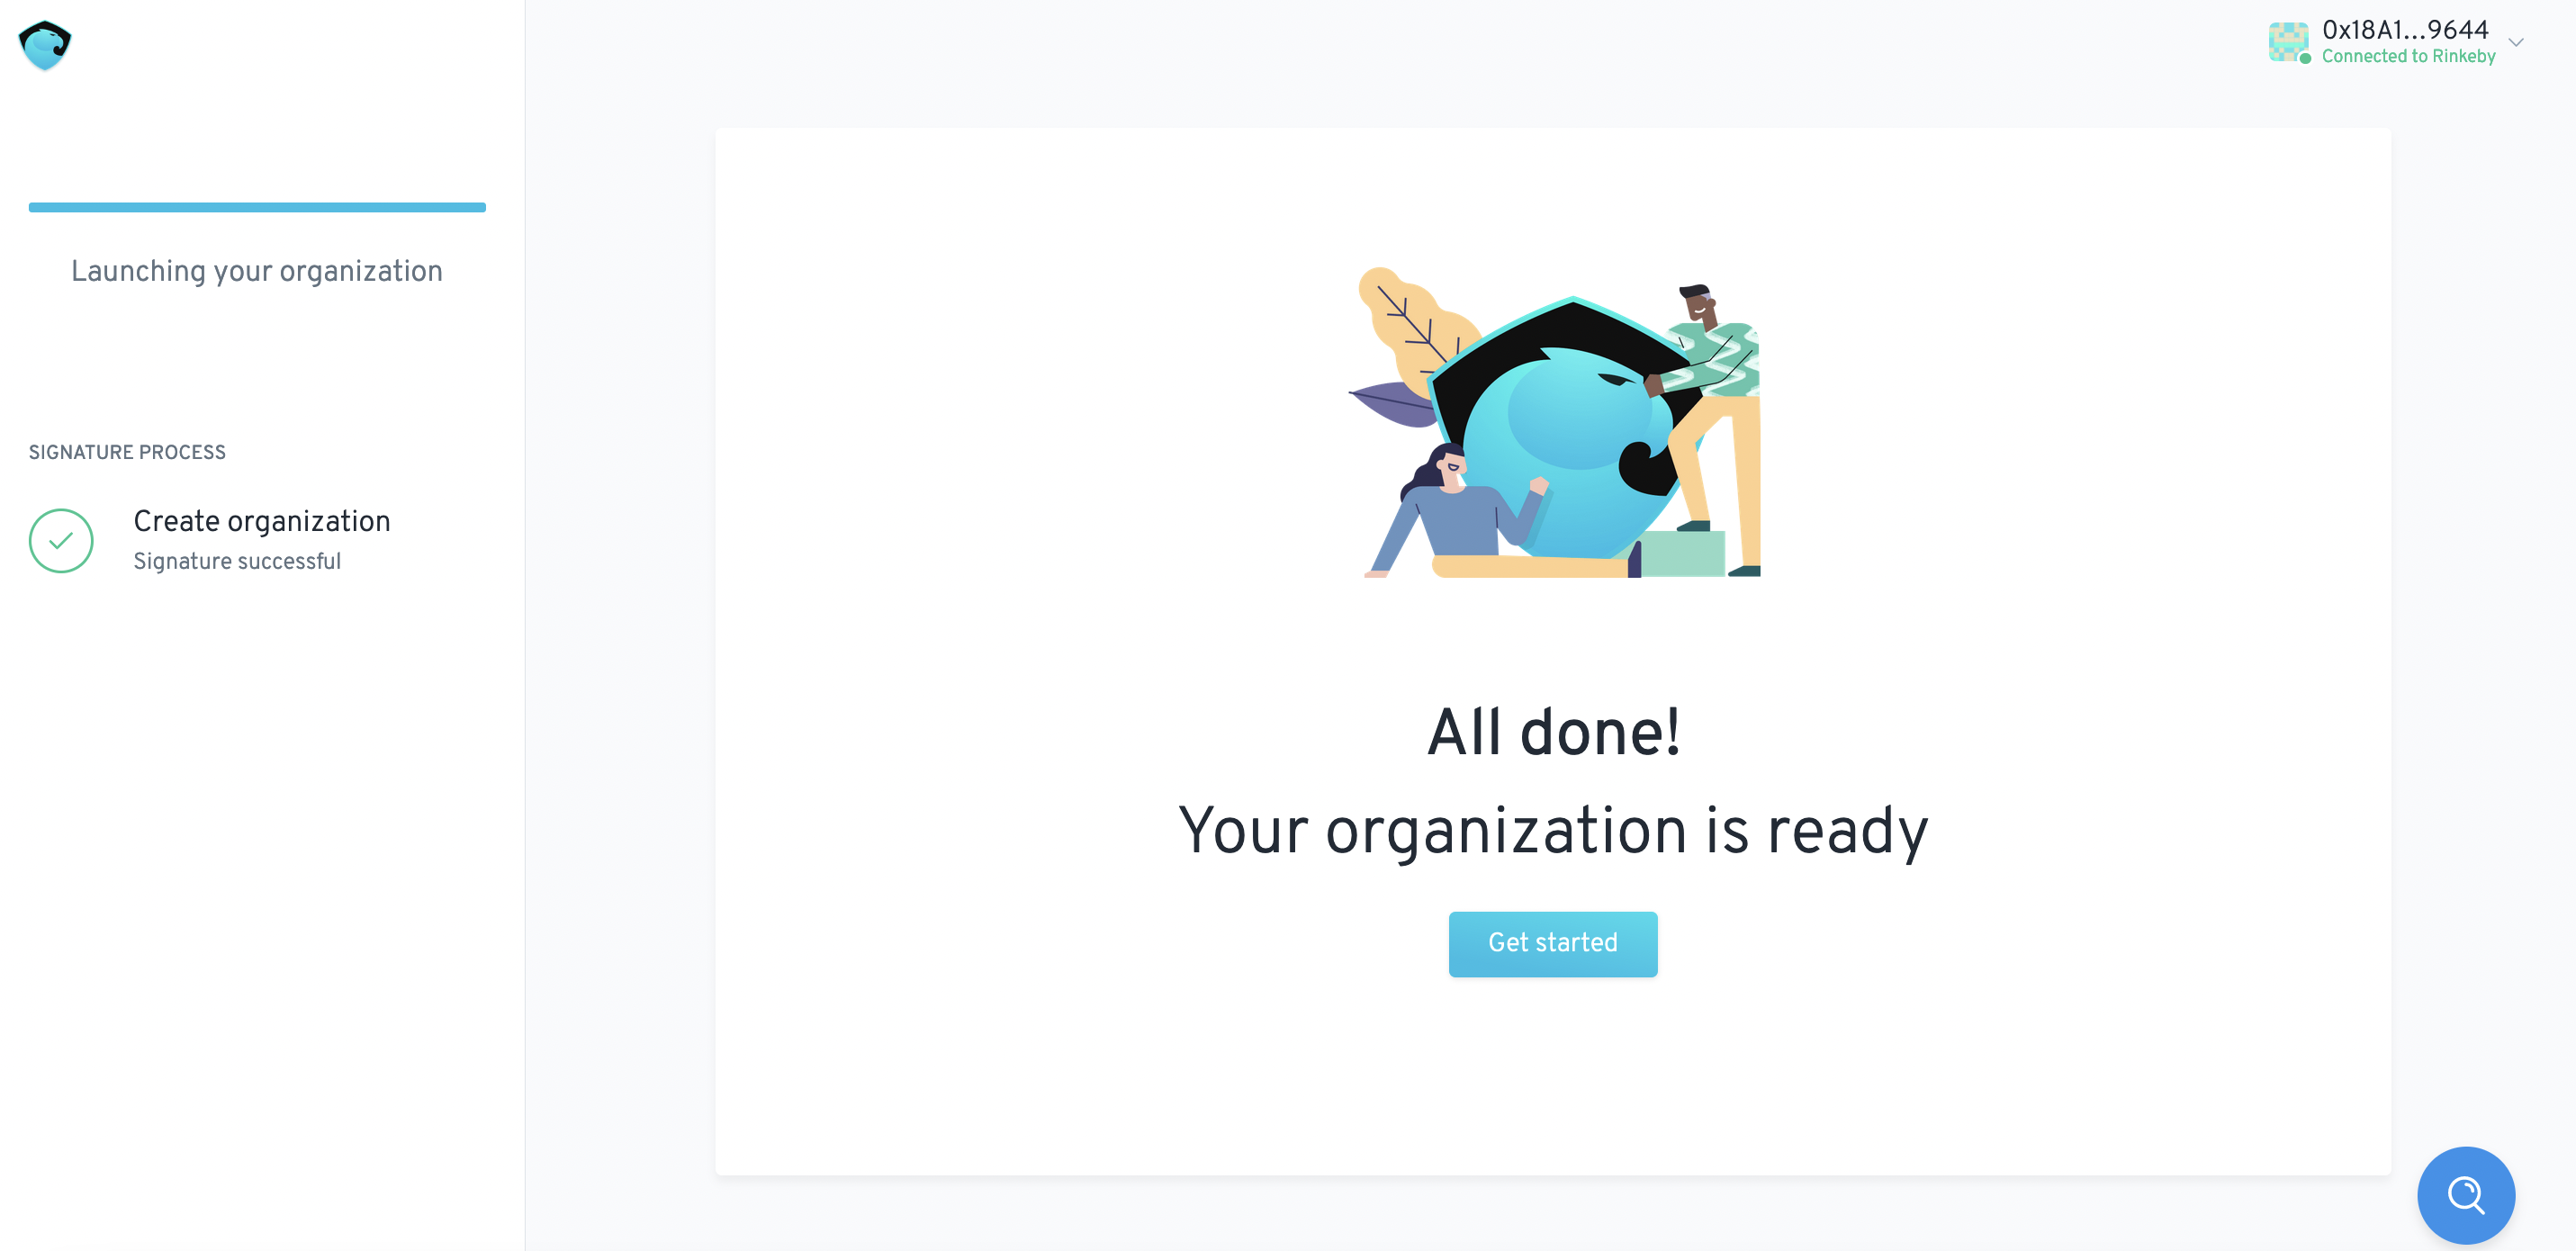 0x18A1...9644
Connected to Rinkeby
Launching your organization
SIGNATURE PROCESS
Create organization
Signature successful
All done!
Your organization is ready
Get started